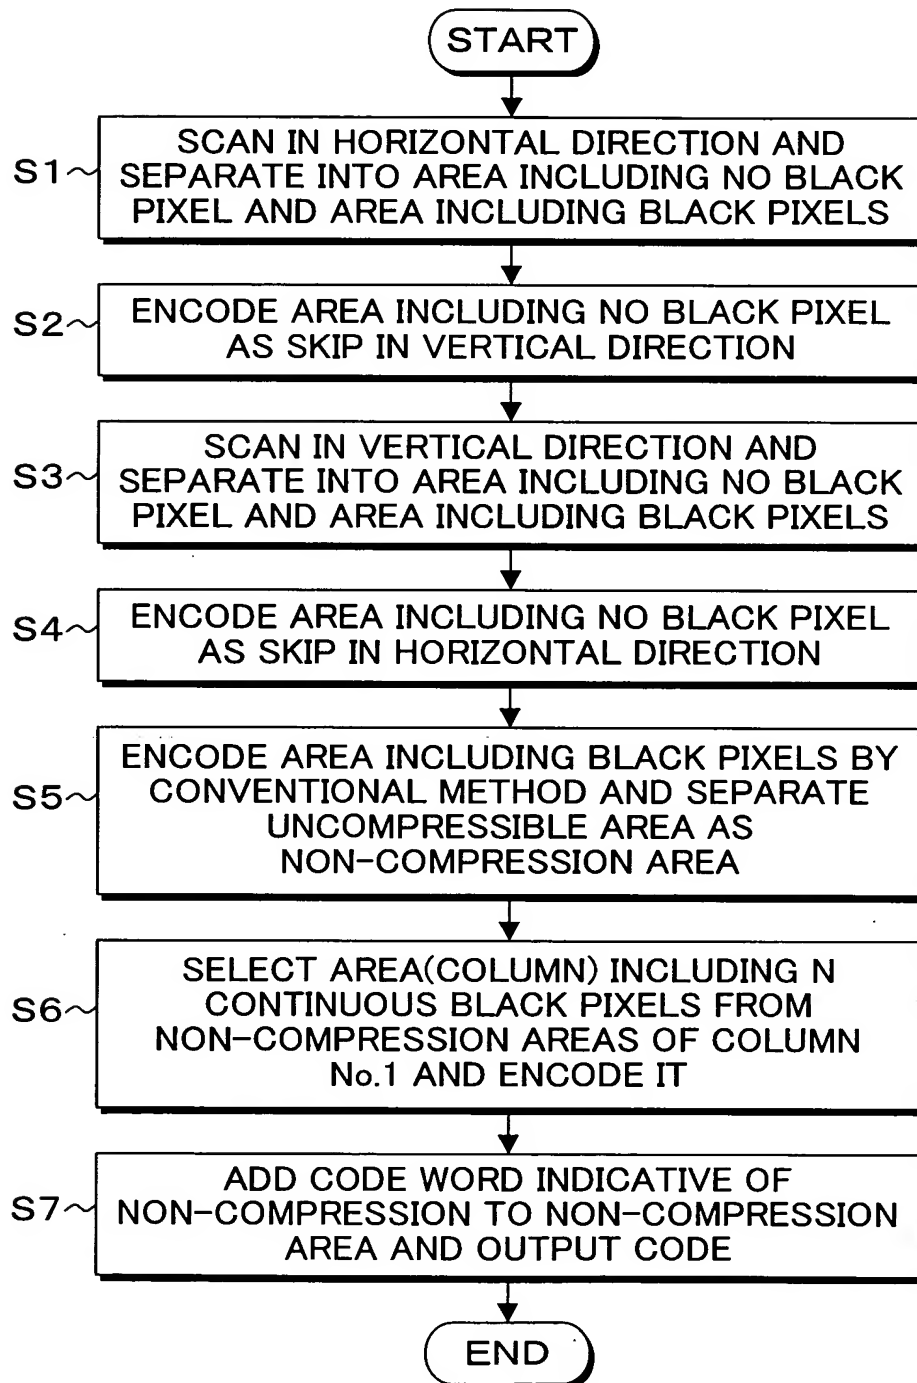 START
S1
SCAN IN HORIZONTAL DIRECTION AND
SEPARATE INTO AREA INCLUDING NO BLACK
PIXEL AND AREA INCLUDING BLACK PIXELS
S2
ENCODE AREA INCLUDING NO BLACK PIXEL
AS SKIP IN VERTICAL DIRECTION
S3
SCAN IN VERTICAL DIRECTION AND
SEPARATE INTO AREA INCLUDING NO BLACK
PIXEL AND AREA INCLUDING BLACK PIXELS
S4
ENCODE AREA INCLUDING NO BLACK PIXEL
AS SKIP IN HORIZONTAL DIRECTION
S5
ENCODE AREA INCLUDING BLACK PIXELS BY
CONVENTIONAL METHOD AND SEPARATE
UNCOMPRESSIBLE AREA AS
NON-COMPRESSION AREA
S6
SELECT AREA(COLUMN) INCLUDING N
CONTINUOUS BLACK PIXELS FROM
NON-COMPRESSION AREAS OF COLUMN
No.1 AND ENCODE IT
S7
ADD CODE WORD INDICATIVE OF
NON-COMPRESSION TO NON-COMPRESSION
AREA AND OUTPUT CODE
END